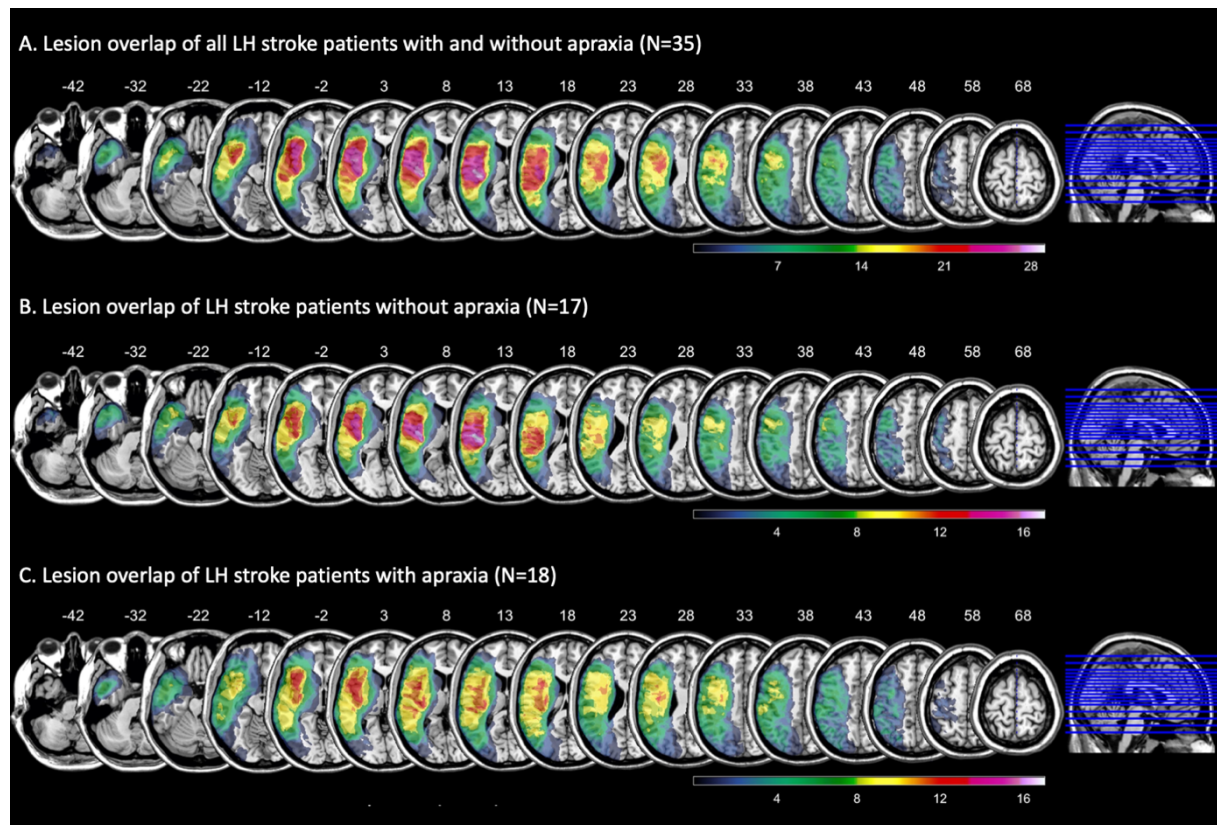 A. Lesion overlap of all LH stroke patients with and without apraxia (N=35)
-42 -32 -22 -12 -2 3 8 13 18 23 28 33 38 43 48 58 68
7 14 21 28
B. Lesion overlap of LH stroke patients without apraxia (N=17)
-42 -32 -22 -12 -2 3 8 13 18 23 28 33 38 43 48 58 68
4 8 12 16
C. Lesion overlap of LH stroke patients with apraxia (N=18)
-42 -32 -22 -12 -2 3 8 13 18 23 28 33 38 43 48 58 68
4 8 12 16